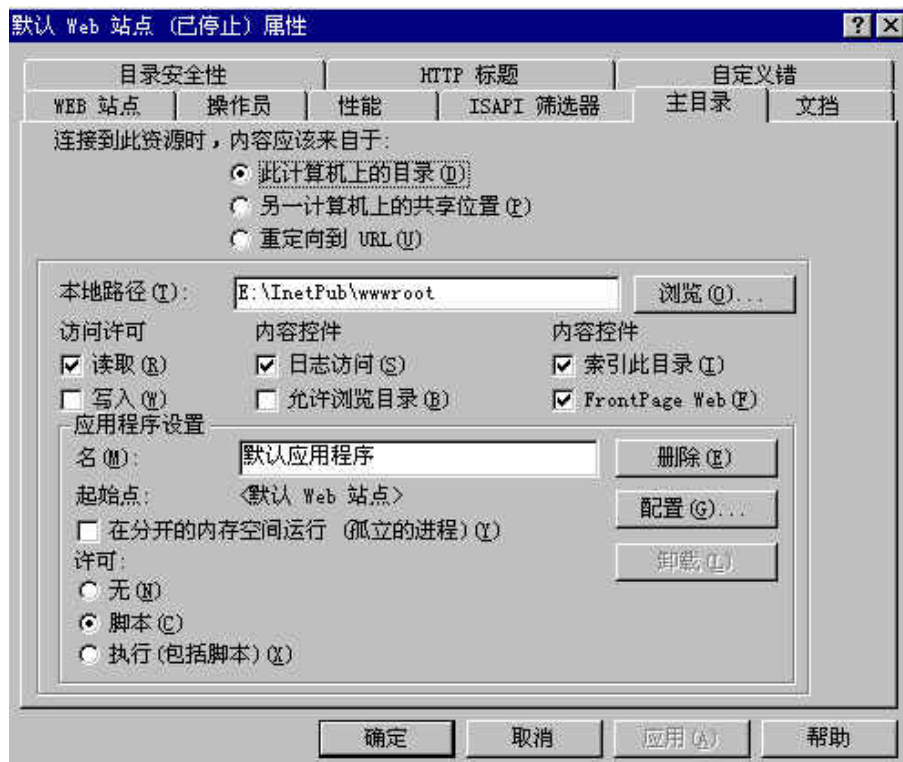 默认 Web 站点 (已停止) 属性
目录安全性 HTTP 标题 自定义错
WEB 站点 操作员 性能 ISAPI 筛选器 主目录 文档
连接到此资源时，内容应该来自于:
此计算机上的目录(D)
另一计算机上的共享位置(P)
重定向到 URL(U)
本地路径(T): E:\InetPub\wwwroot 浏览(O)...
访问许可 内容控件 内容控件
读取(R) 日志访问(S) 索引此目录(I)
写入(W) 允许浏览目录(B) FrontPage Web(F)
应用程序设置
名(M): 默认应用程序 删除(E)
起始点: <默认 Web 站点>
配置(G)...
在分开的内存空间运行 (孤立的进程)(Y)
许可: 卸载(L)
无(N)
脚本(C)
执行(包括脚本)(X)
确定 取消 应用(A) 帮助